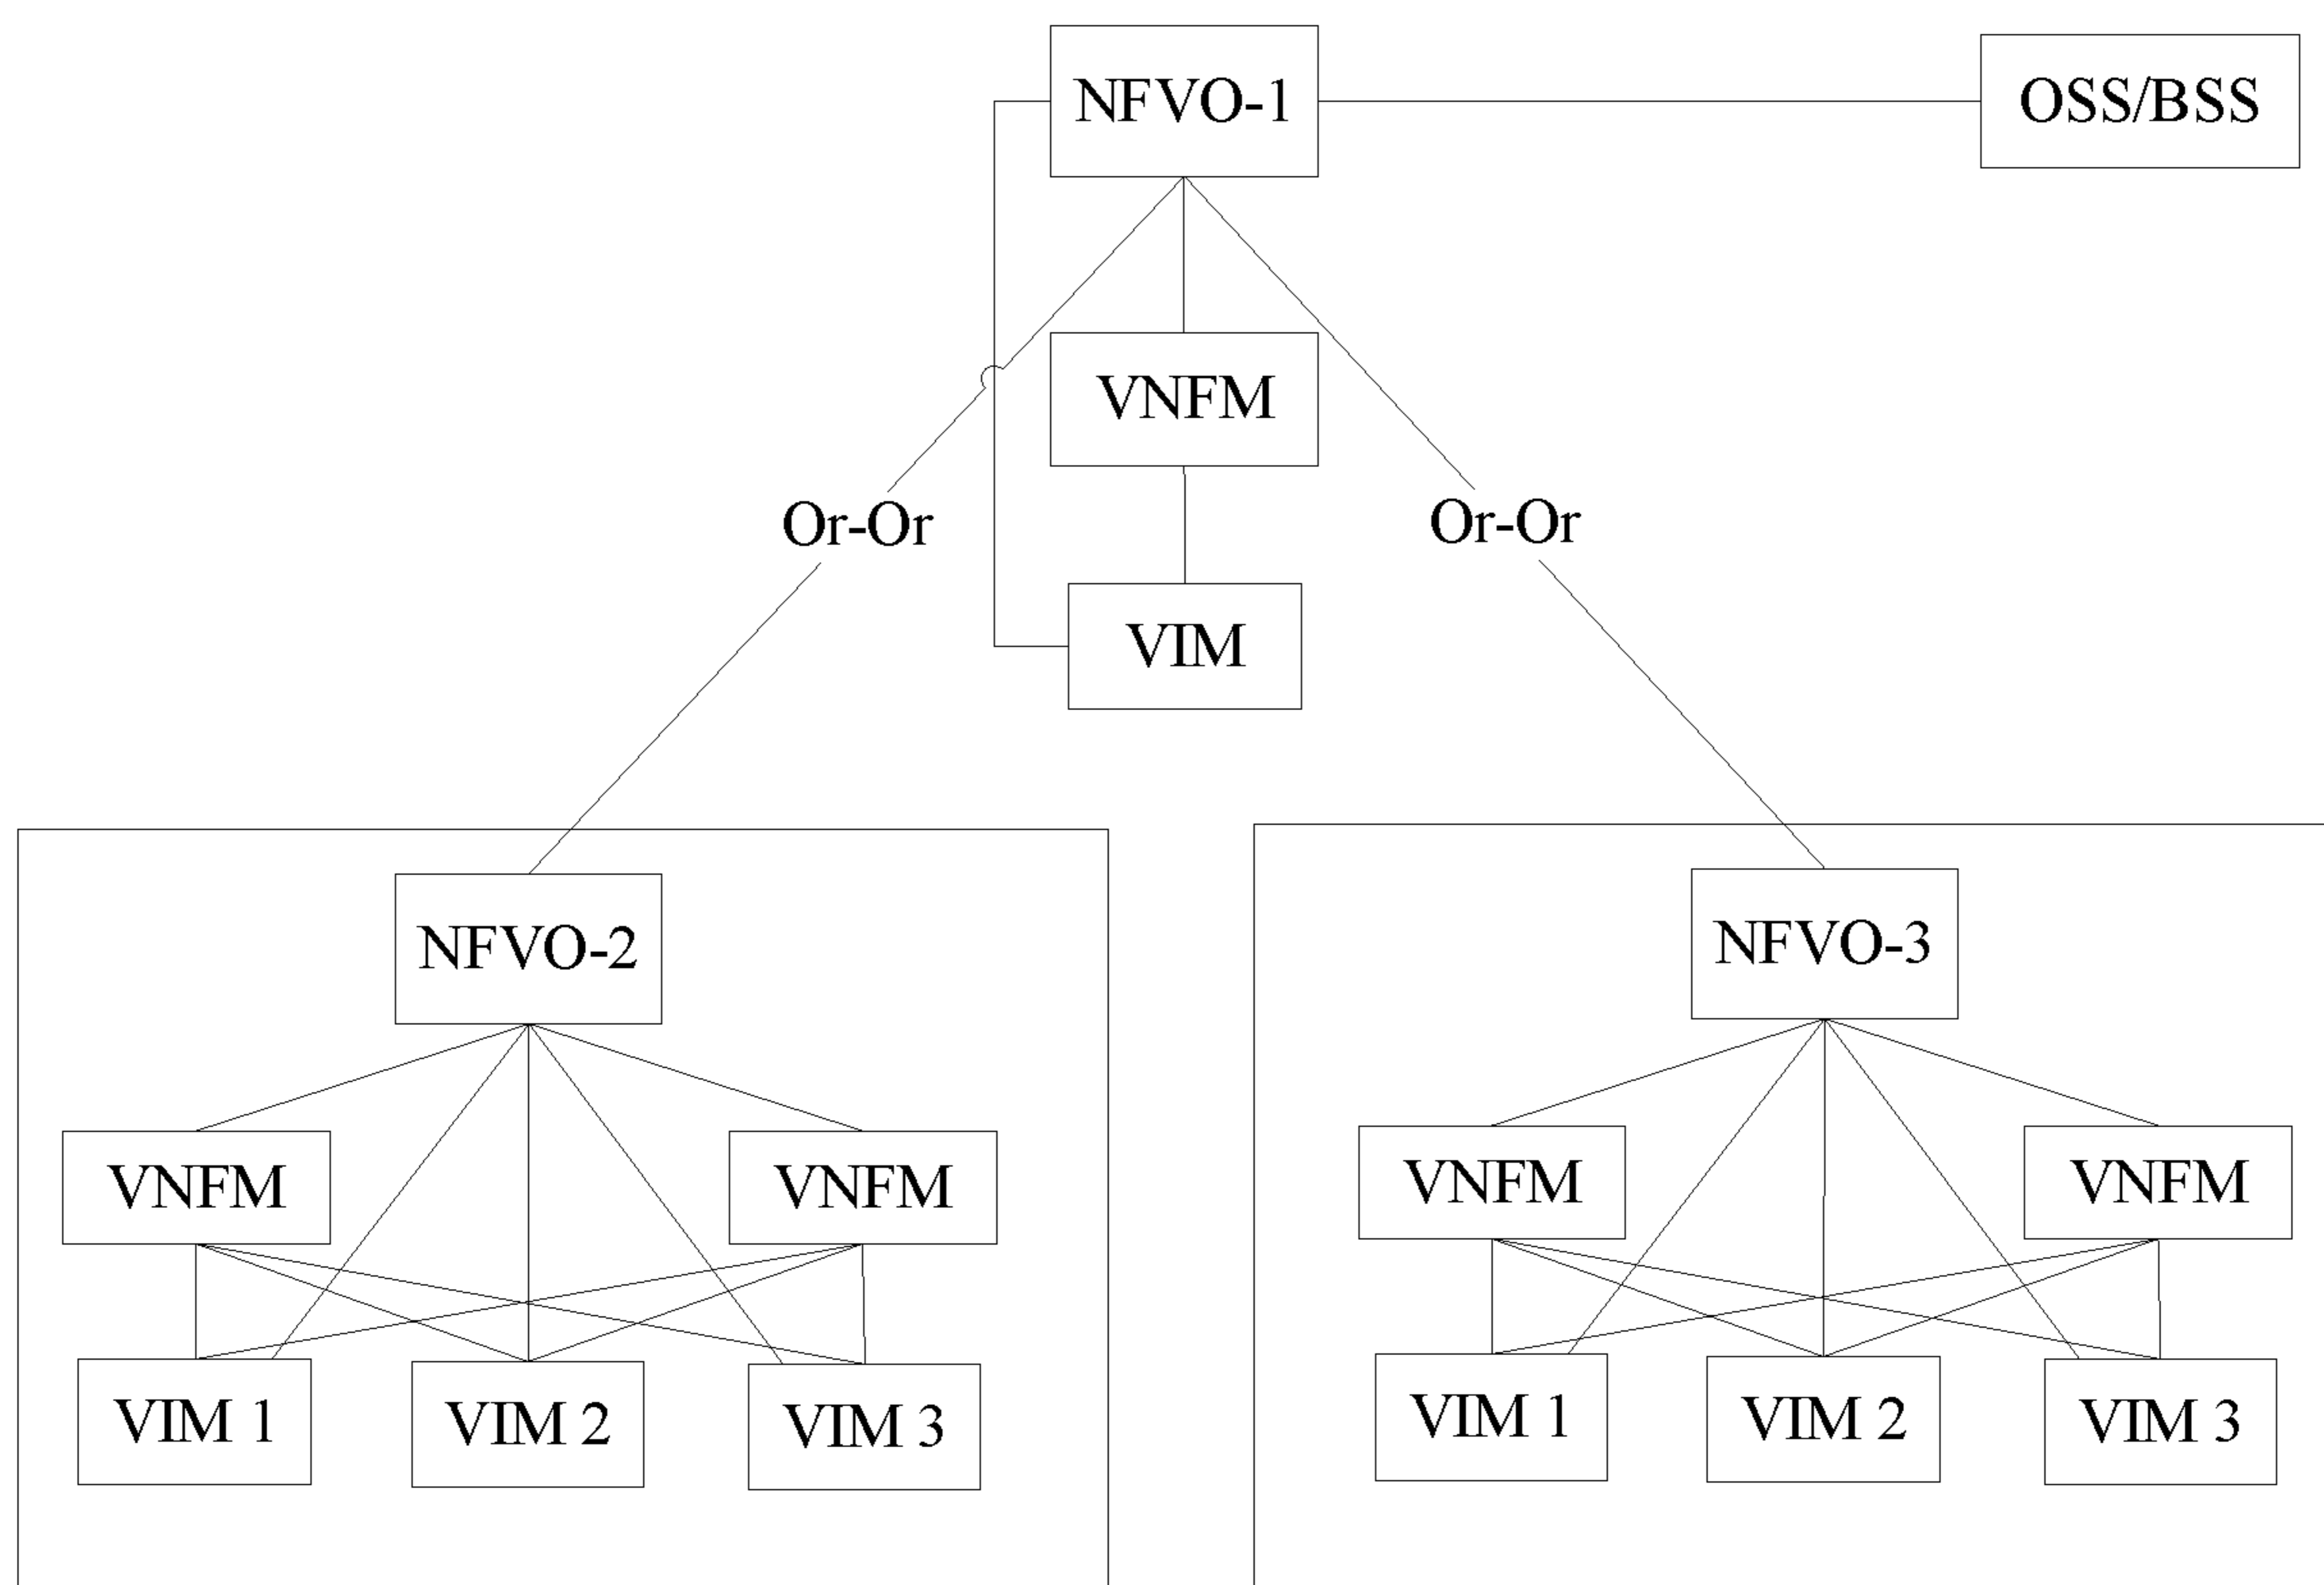 NFVO-1
OSS/BSS
VNFM
Or-Or
Or-Or
VIM
NFVO-2
NFVO-3
VNFM
VNFM
VNFM
VNFM
VIM 1
VIM 2
VIM 3
VIM 1
VIM 2
VIM 3